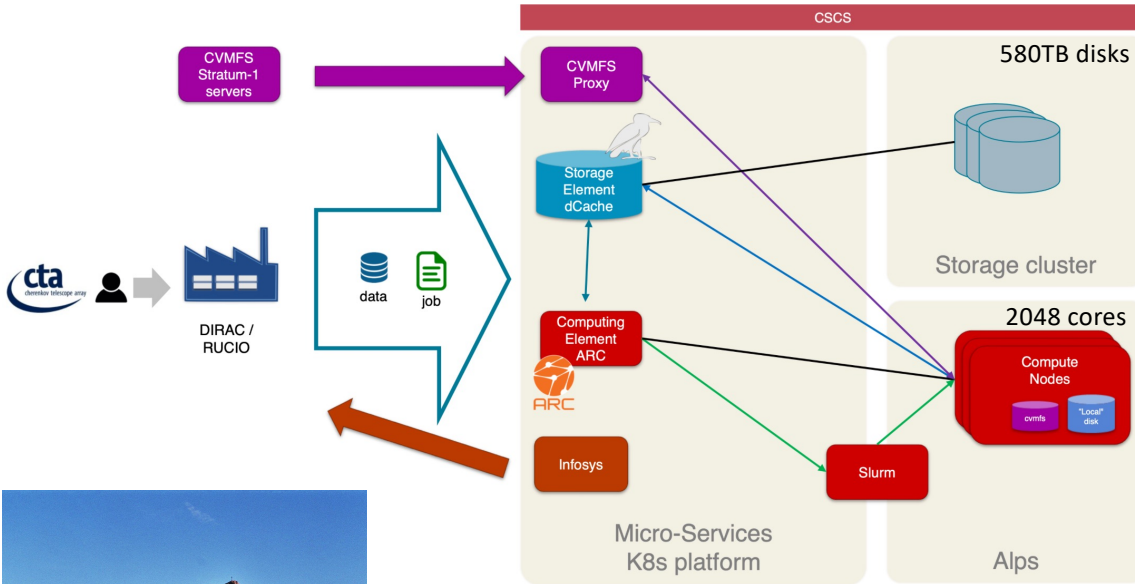 CSCS
CVMFS
Stratum-1
servers
CVMFS
Proxy
580TB disks
Storage
Element
dCache
Storage cluster
cta
cherenkov telescope array
DIRAC /
RUCIO
data
job
Computing
Element
ARC
ARC
2048 cores
Compute
Nodes
cvmfs
"Local"
disk
Infosys
Slurm
Micro-Services
K8s platform
Alps